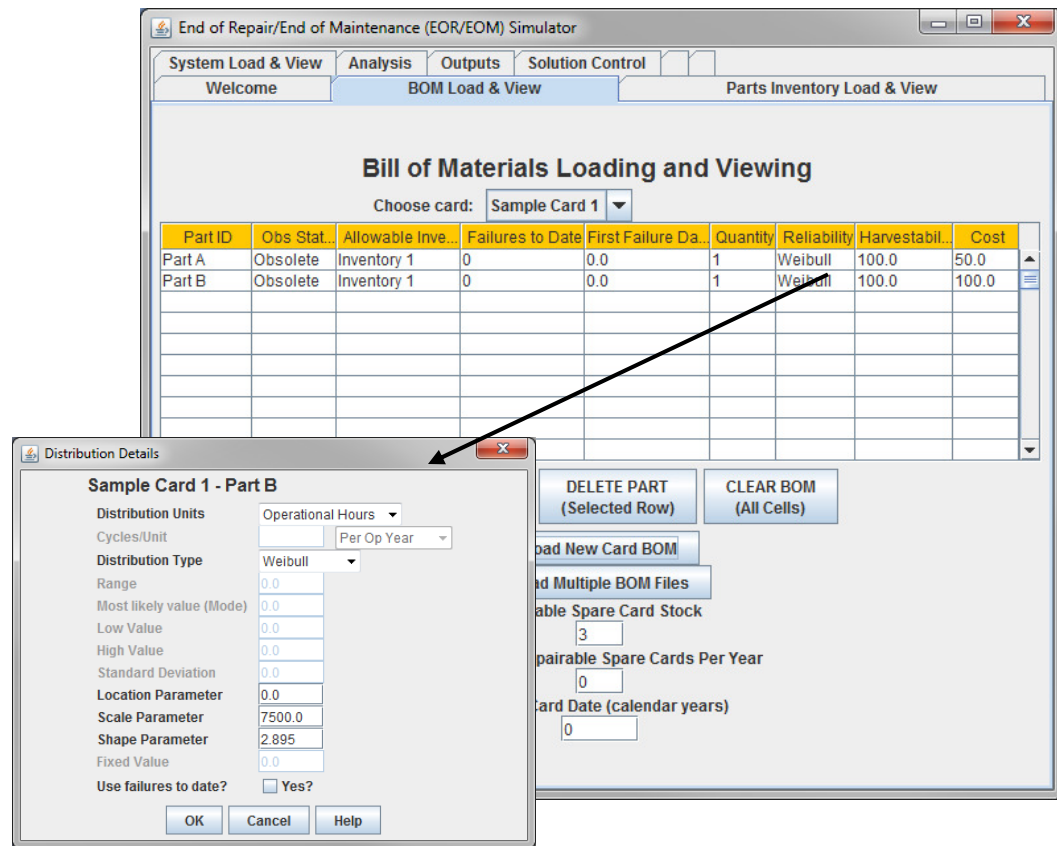 End of Repair/End of Maintenance (EOR/EOM) Simulator
System Load & View Analysis Outputs Solution Control
Welcome BOM Load & View Parts Inventory Load & View
Bill of Materials Loading and Viewing
Choose card: Sample Card 1
Part ID Obs Stat... Allowable Inve... Failures to Date First Failure Da... Quantity Reliability Harvestabil... Cost
Part A Obsolete Inventory 1 0 0.0 1 Weibull 100.0 50.0
Part B Obsolete Inventory 1 0 0.0 1 Weibull 100.0 100.0
DELETE PART
(Selected Row)
CLEAR BOM
(All Cells)
oad New Card BOM
ad Multiple BOM Files
able Spare Card Stock
3
pairable Spare Cards Per Year
0
Card Date (calendar years)
0
Distribution Details
Sample Card 1 - Part B
Distribution Units Operational Hours
Cycles/Unit Per Op Year
Distribution Type Weibull
Range 0.0
Most likely value (Mode) 0.0
Low Value 0.0
High Value 0.0
Standard Deviation 0.0
Location Parameter 0.0
Scale Parameter 7500.0
Shape Parameter 2.895
Fixed Value 0.0
Use failures to date? Yes?
OK Cancel Help